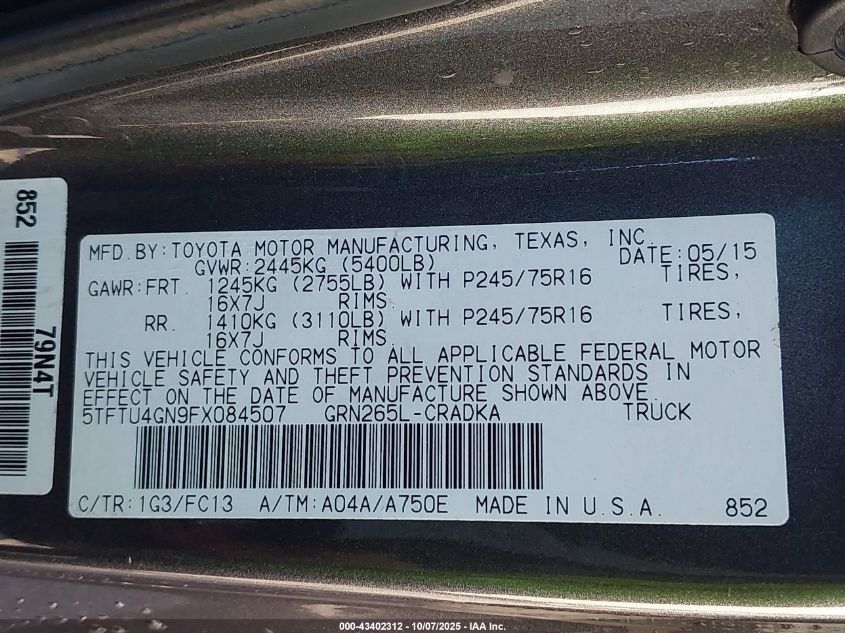 852
79N4T
MFD. BY: TOYOTA MOTOR MANUFACTURING, TEXAS, INC.
GVWR: 2445KG (5400LB) DATE: 05/15
GAWR: FRT. 1245KG (2755LB) WITH P245/75R16 TIRES,
16X7J RIMS.
RR. 1410KG (3110LB) WITH P245/75R16 TIRES,
16X7J RIMS.
THIS VEHICLE CONFORMS TO ALL APPLICABLE FEDERAL MOTOR
VEHICLE SAFETY AND THEFT PREVENTION STANDARDS IN
EFFECT ON THE DATE OF MANUFACTURE SHOWN ABOVE.
5TFTU4GN9FX084507 GRN265L-CRADKA TRUCK
C/TR: 1G3/FC13 A/TM: A04A/A750E MADE IN U.S.A. 852
000-43402312 - 10/07/2025 - IAA Inc.